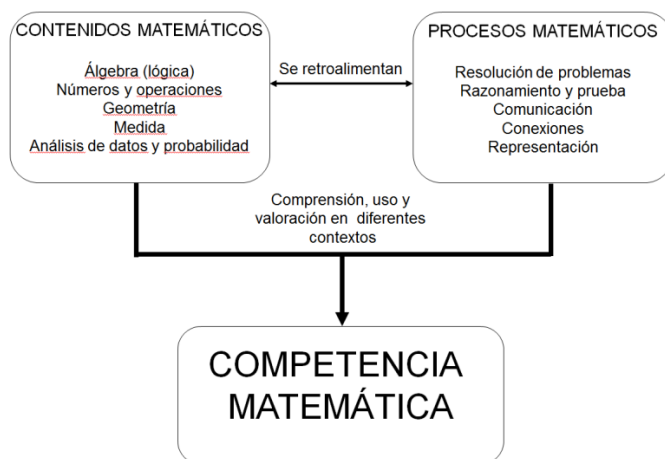 CONTENIDOS MATEMÁTICOS
Álgebra (lógica)
Números y operaciones
Geometría
Medida
Análisis de datos y probabilidad
Se retroalimentan
PROCESOS MATEMÁTICOS
Resolución de problemas
Razonamiento y prueba
Comunicación
Conexiones
Representación
Comprensión, uso y
valoración en diferentes
contextos
COMPETENCIA
MATEMÁTICA